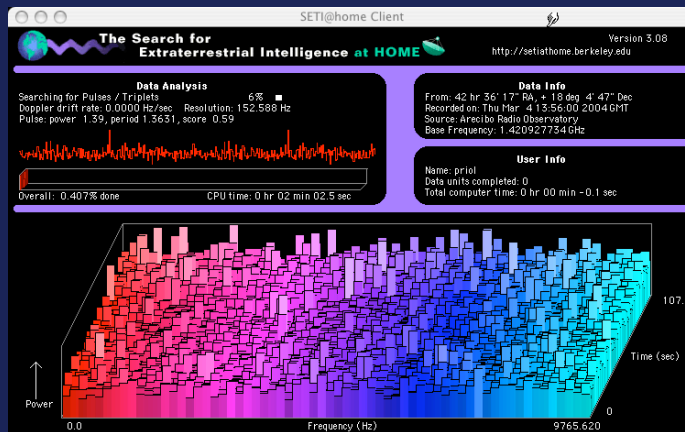 SETI@home Client
The Search for
Extraterrestrial Intelligence at HOME
Version 3.08
http://setiathome.berkeley.edu
Data Analysis
Searching for Pulses / Triplets 6%
Doppler drift rate: 0.0000 Hz/sec Resolution: 152.588 Hz
Pulse: power 1.39, period 1.3631, score 0.59
Overall: 0.407% done CPU time: 0 hr 02 min 02.5 sec
Data Info
From: 42 hr 36' 17" RA, + 18 deg 4' 47" Dec
Recorded on: Thu Mar 4 13:56:00 2004 GMT
Source: Arecibo Radio Observatory
Base Frequency: 1.420927734 GHz
User Info
Name: priol
Data units completed: 0
Total computer time: 0 hr 00 min -0.1 sec
107.
Time (sec)
Power
0
0.0 Frequency (Hz) 9765.620